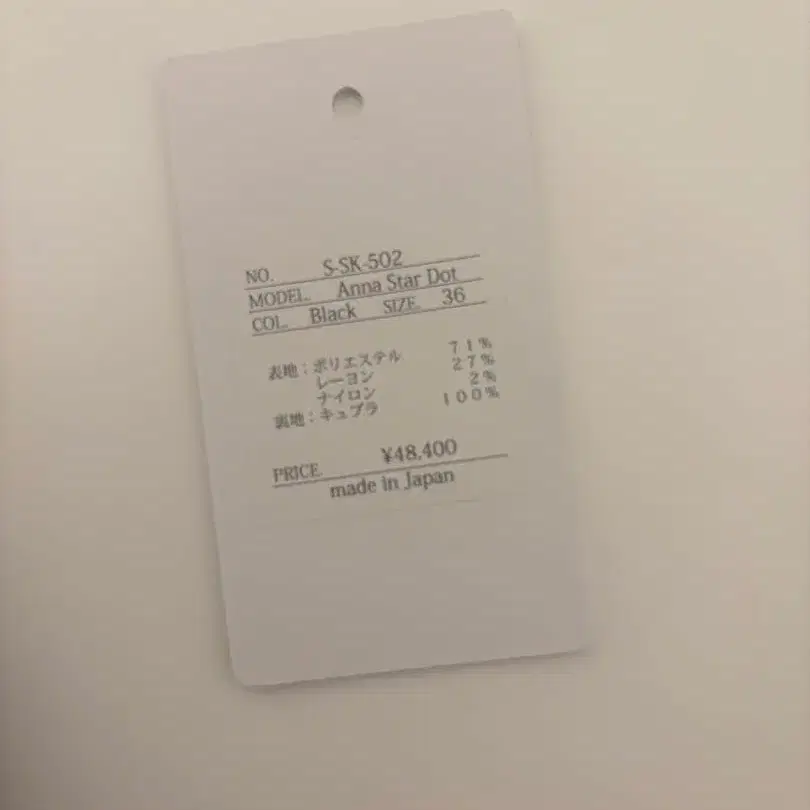 NO. S-SK-502
MODEL. Anna Star Dot
COL. Black SIZE. 36
表地：ポリエステル 71%
レーヨン 27%
ナイロン 2%
裏地：キュプラ 100%
PRICE. ¥48,400
made in Japan